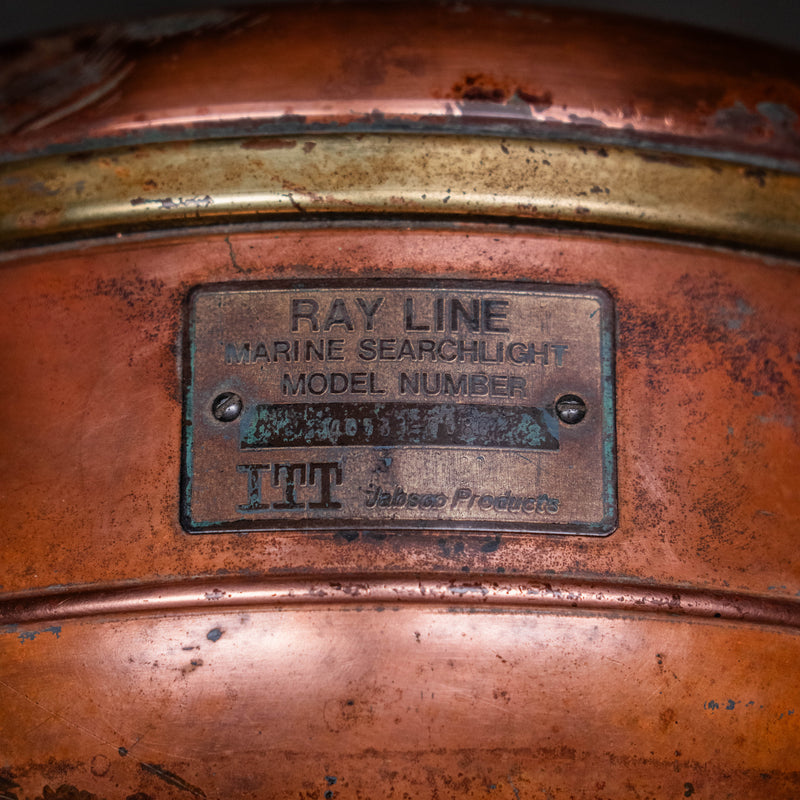 RAY LINE
MARINE SEARCHLIGHT
MODEL NUMBER
ITT Jabsco Products